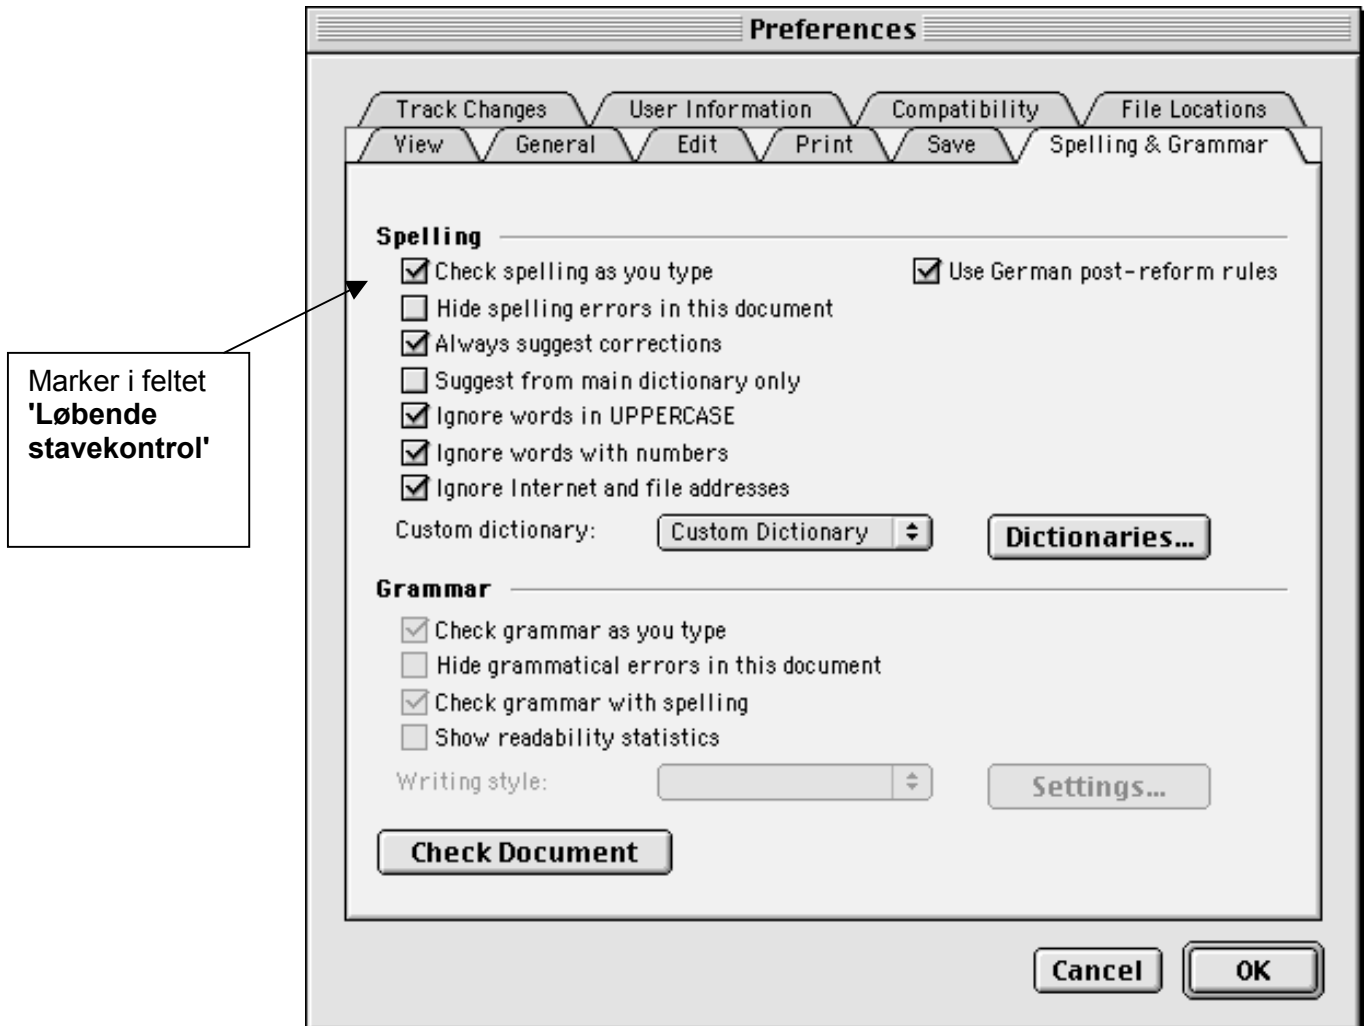 Preferences
Track Changes User Information Compatibility File Locations
View General Edit Print Save Spelling & Grammar
Spelling
Check spelling as you type Use German post-reform rules
Hide spelling errors in this document
Always suggest corrections
Suggest from main dictionary only
Ignore words in UPPERCASE
Ignore words with numbers
Ignore Internet and file addresses
Custom dictionary: Custom Dictionary Dictionaries...
Grammar
Check grammar as you type
Hide grammatical errors in this document
Check grammar with spelling
Show readability statistics
Writing style: Settings...
Check Document
Cancel OK
Marker i feltet
'Løbende
stavekontrol'